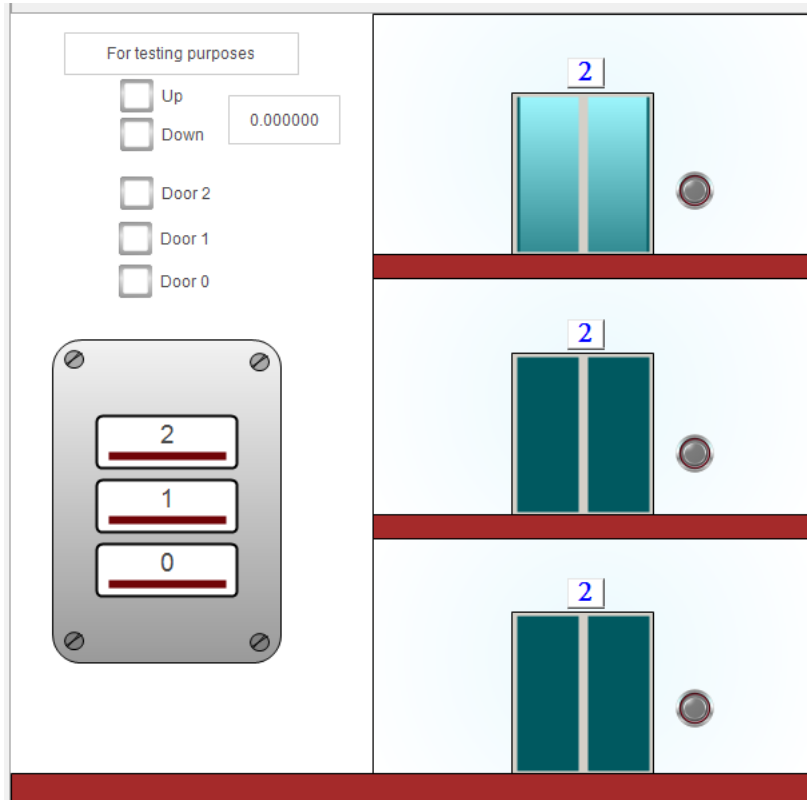 For testing purposes
Up
Down
0.000000
Door 2
Door 1
Door 0
2
1
0
2
2
2